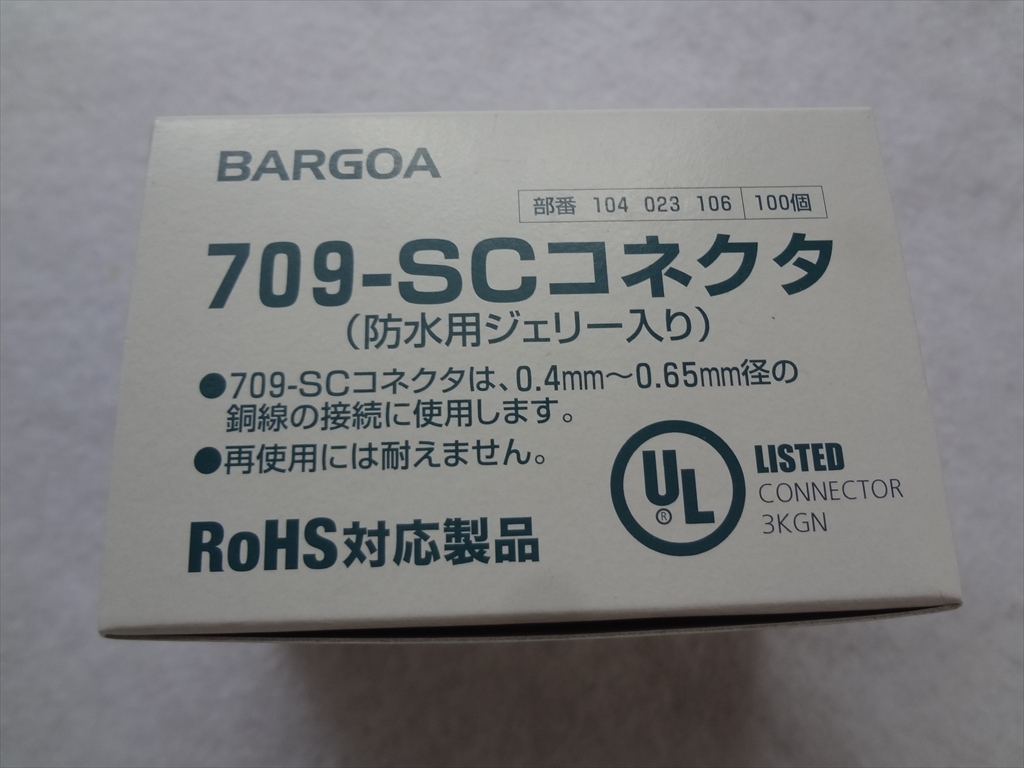 BARGOA
部番 104 023 106 100個
709-SCコネクタ
(防水用ジェリー入り)
●709-SCコネクタは、0.4mm～0.65mm径の
銅線の接続に使用します。
●再使用には耐えません。
UL ®
LISTED
CONNECTOR
3KGN
RoHS対応製品